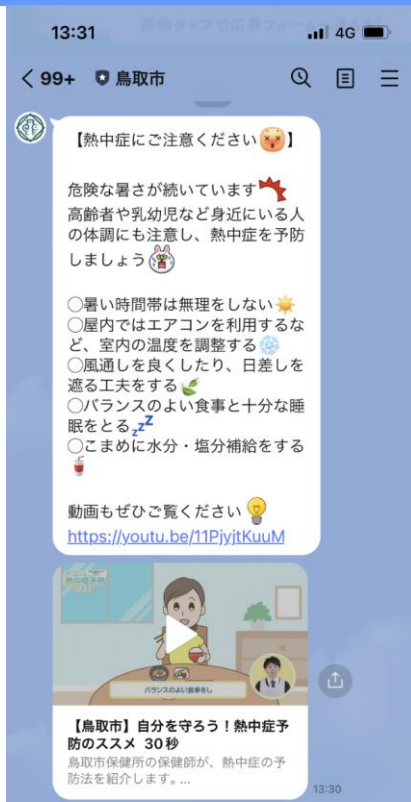 13:31
4G
99+ 鳥取市
【熱中症にご注意ください】
危険な暑さが続いています
高齢者や乳幼児など身近にいる人
の体調にも注意し、熱中症を予防
しましょう
◯暑い時間帯は無理をしない
◯屋内ではエアコンを利用するな
ど、室内の温度を調整する
◯風通しを良くしたり、日差しを
遮る工夫をする
◯バランスのよい食事と十分な睡
眠をとる
◯こまめに水分・塩分補給をする
動画もぜひご覧ください
https://youtu.be/11PjyjtKuuM
バランスのよい食事をし
【鳥取市】自分を守ろう！熱中症予
防のススメ 30秒
鳥取市保健所の保健師が、熱中症の予
防法を紹介します。...
13:30